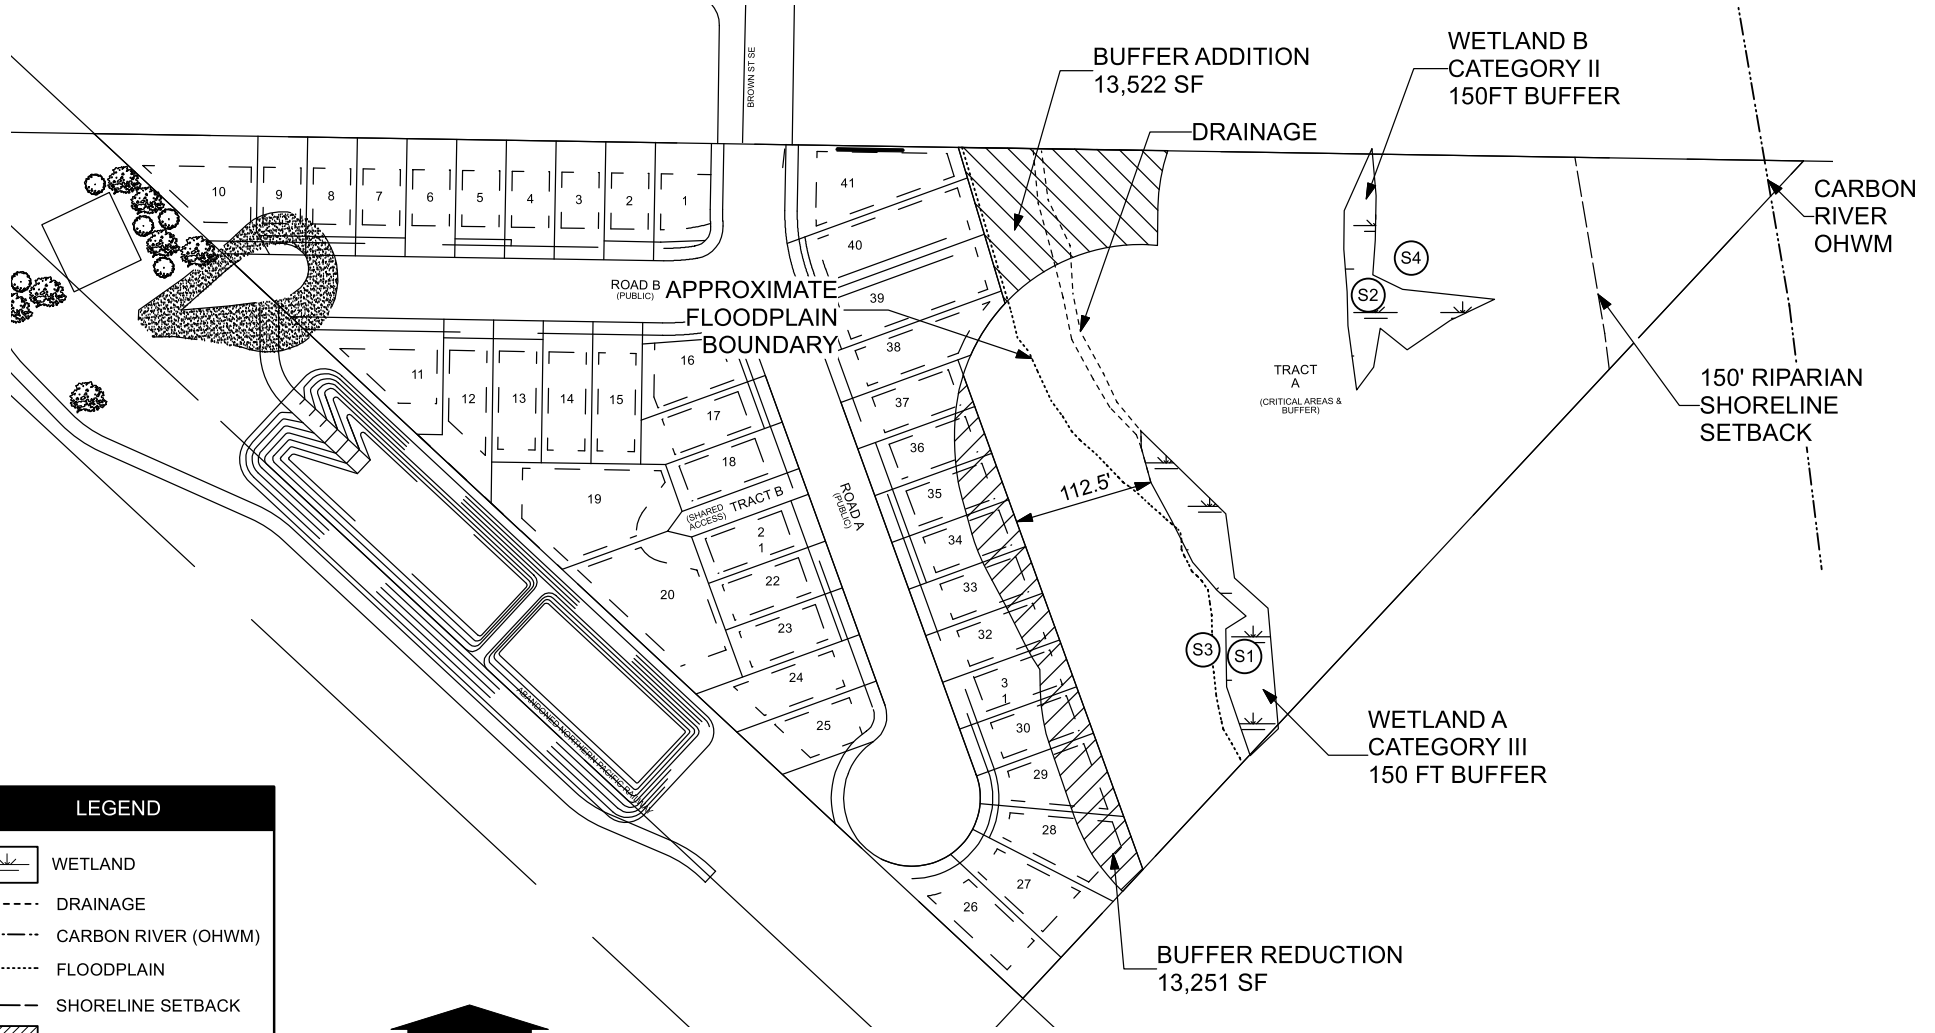 BROWN ST SE
BUFFER ADDITION
13,522 SF
WETLAND B
CATEGORY II
150FT BUFFER
DRAINAGE
CARBON
RIVER
OHWM
10
9
8
7
6
5
4
3
2
1
41
40
39
38
37
36
35
34
33
32
3
1
30
29
28
27
26
ROAD B
(PUBLIC)
APPROXIMATE
FLOODPLAIN
BOUNDARY
S4
S2
11
12
13
14
15
16
17
18
19
20
2
1
22
23
24
25
(SHARED
ACCESS)
TRACT B
ROAD A
(PUBLIC)
TRACT
A
(CRITICAL AREAS &
BUFFER)
150' RIPARIAN
SHORELINE
SETBACK
112.5'
S3
S1
WETLAND A
CATEGORY III
150 FT BUFFER
ABANDONED NORTHERN PACIFIC RAILWAY
BUFFER REDUCTION
13,251 SF
LEGEND
WETLAND
DRAINAGE
CARBON RIVER (OHWM)
FLOODPLAIN
SHORELINE SETBACK